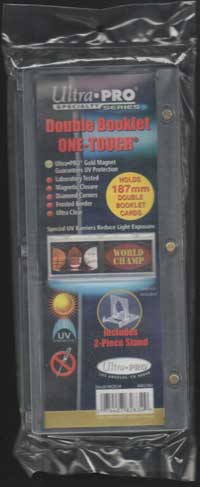 Ultra•PRO
SPECIALTY SERIES
Double Booklet
ONE-TOUCH
Ultra•PRO® Gold Magnet
Guarantees UV Protection
Laboratory Tested
Magnetic Closure
Diamond Corners
Frosted Border
Ultra Clear
HOLDS
187mm
DOUBLE
BOOKLET
CARDS
Special UV Barriers Reduce Light Exposure
WORLD
CHAMP
UV
Includes
2-Piece Stand
Ultra•PRO